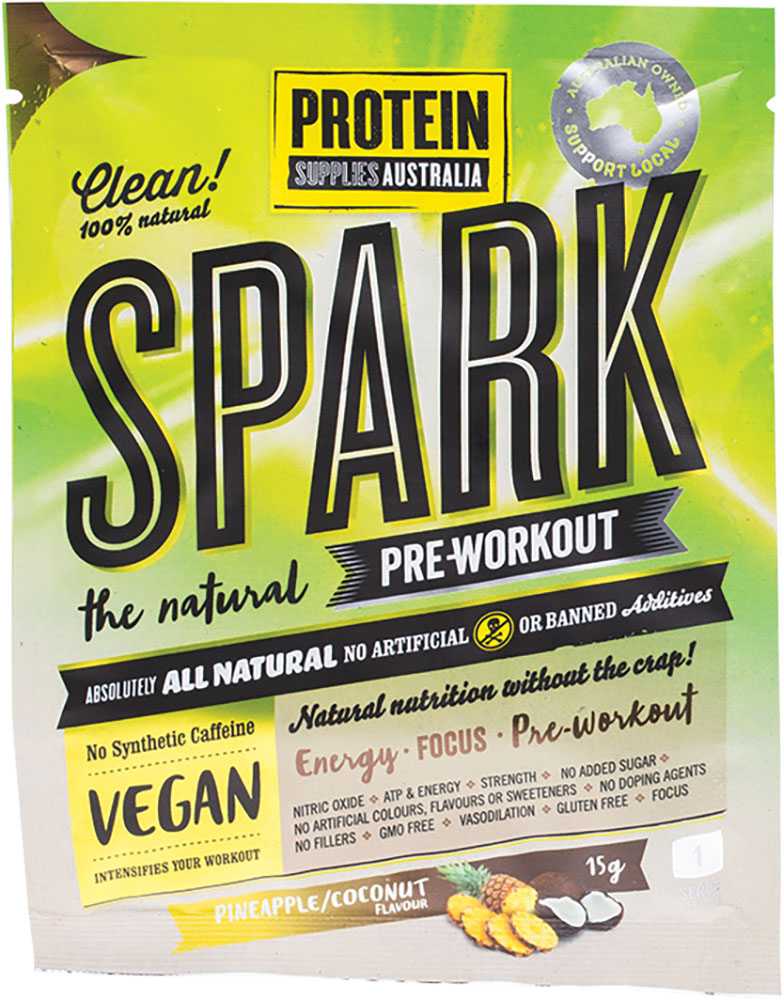 PROTEIN
SUPPLIES AUSTRALIA
AUSTRALIAN OWNED
SUPPORT LOCAL
Clean!
100% natural
SPARK
the natural PRE-WORKOUT
ABSOLUTELY ALL NATURAL NO ARTIFICIAL OR BANNED Additives
No Synthetic Caffeine
VEGAN
INTENSIFIES YOUR WORKOUT
Natural nutrition without the crap!
Energy · FOCUS · Pre-workout
NITRIC OXIDE ❖ ATP & ENERGY ❖ STRENGTH ❖ NO ADDED SUGAR ❖
NO ARTIFICIAL COLOURS, FLAVOURS OR SWEETENERS ❖ NO DOPING AGENTS
NO FILLERS ❖ GMO FREE ❖ VASODILATION ❖ GLUTEN FREE ❖ FOCUS
PINEAPPLE/COCONUT
FLAVOUR
15g
1
SERVE